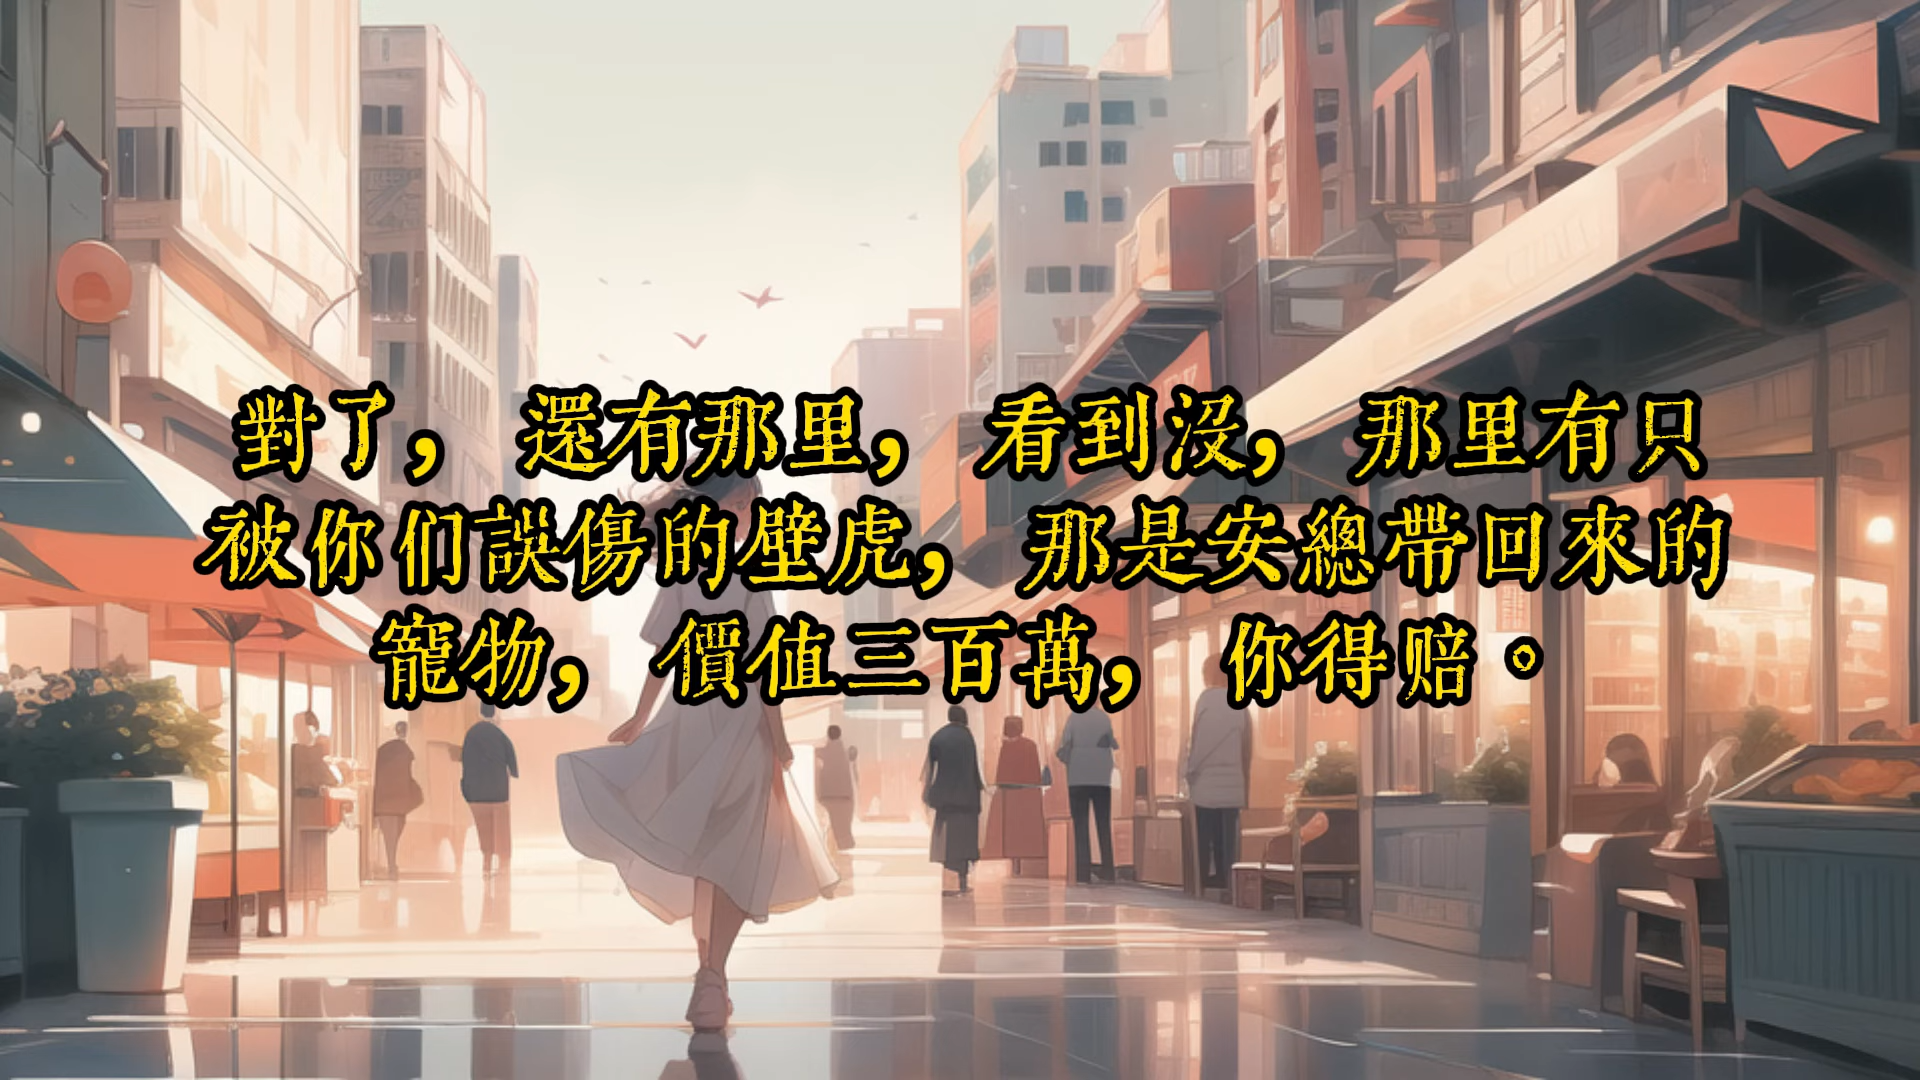 對了，還有那里，看到沒，那里有只
被你们誤傷的壁虎，那是安總帶回來的
寵物，價值三百萬，你得赔。